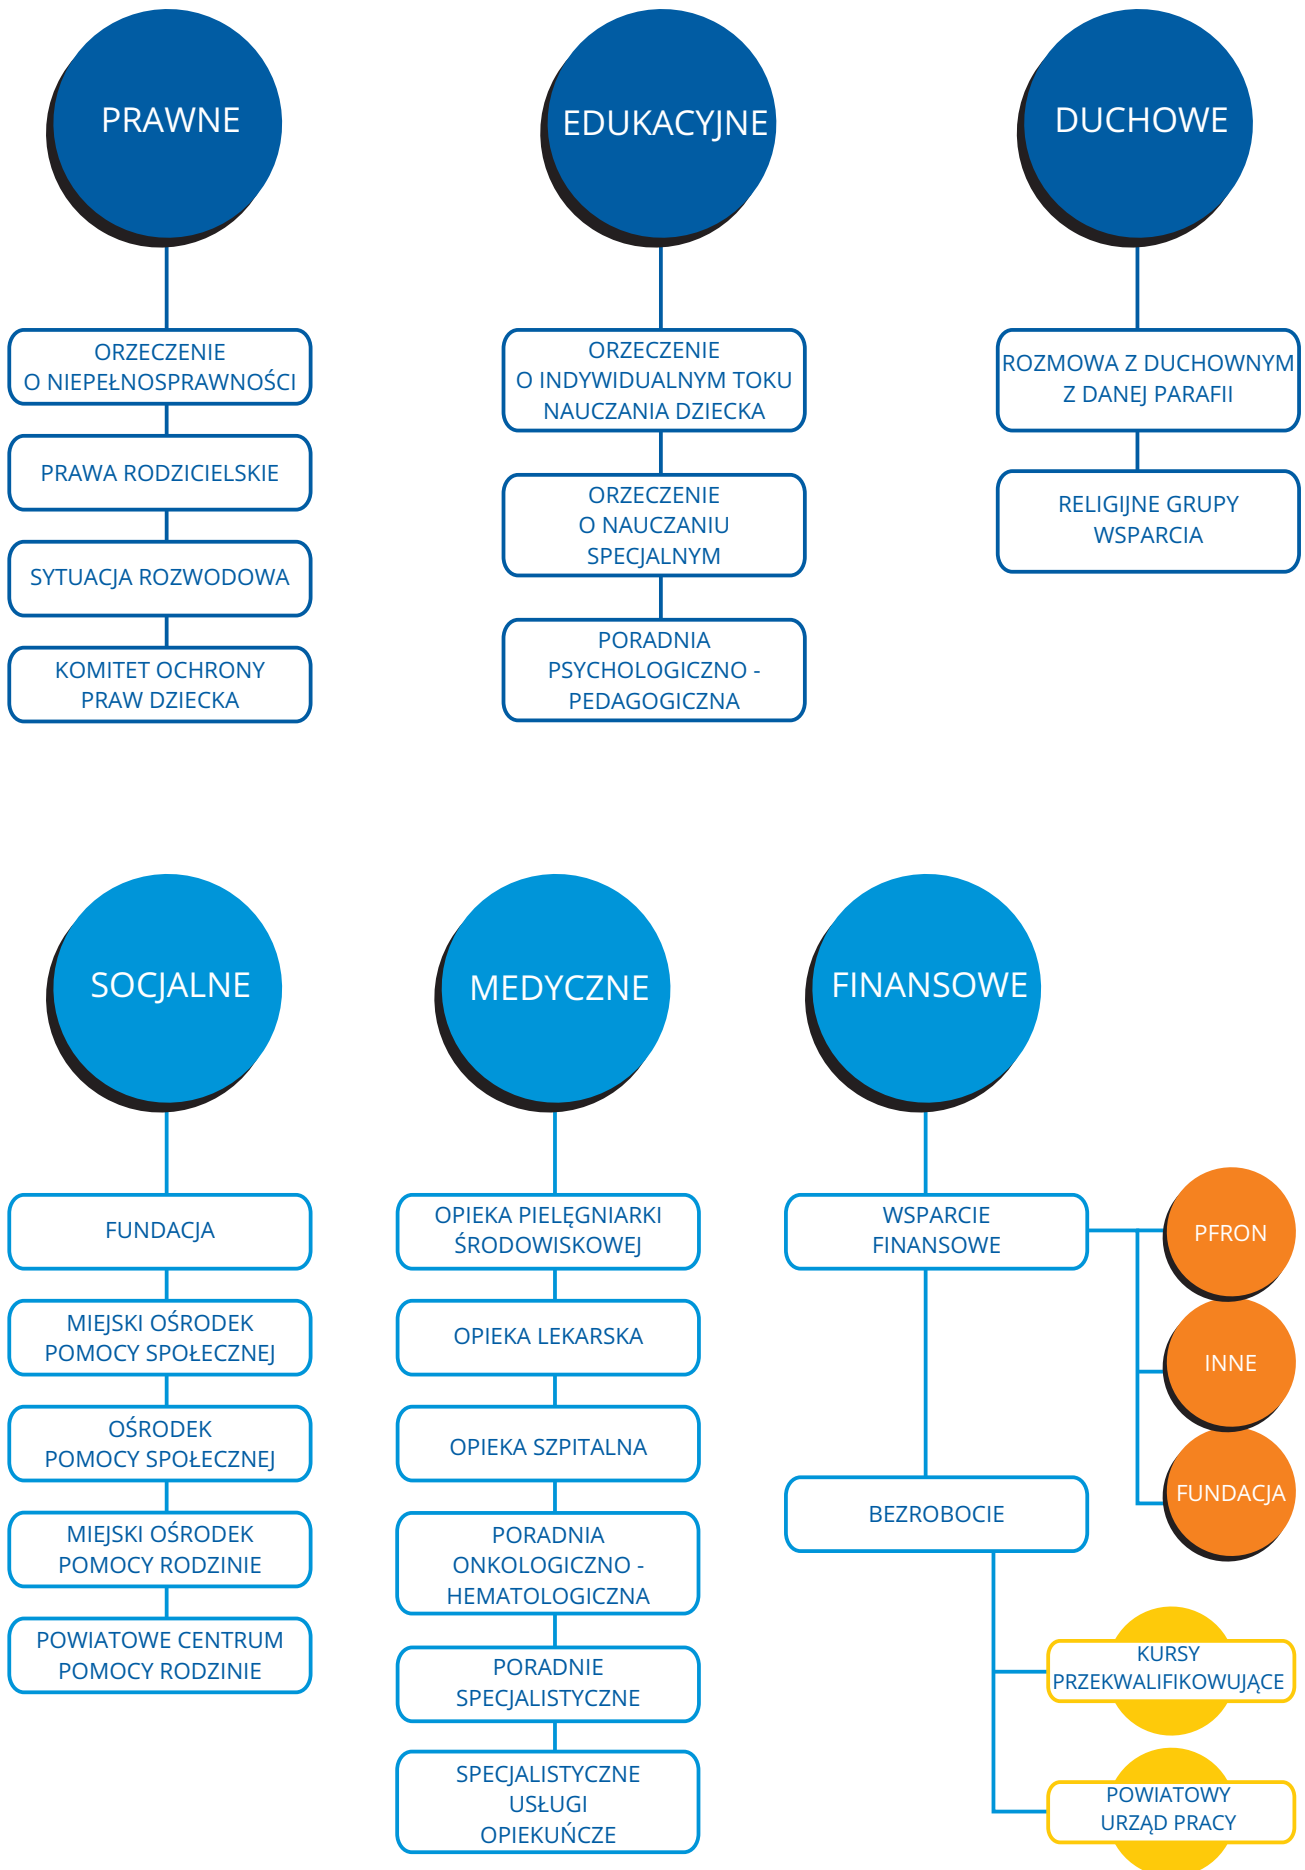 PRAWNE
ORZECZENIE
O NIEPEŁNOSPRAWNOŚCI
PRAWA RODZICIELSKIE
SYTUACJA ROZWODOWA
KOMITET OCHRONY
PRAW DZIECKA
EDUKACYJNE
ORZECZENIE
O INDYWIDUALNYM TOKU
NAUCZANIA DZIECKA
ORZECZENIE
O NAUCZANIU
SPECJALNYM
PORADNIA
PSYCHOLOGICZNO -
PEDAGOGICZNA
DUCHOWE
ROZMOWA Z DUCHOWNYM
Z DANEJ PARAFII
RELIGIJNE GRUPY
WSPARCIA
SOCJALNE
FUNDACJA
MIEJSKI OŚRODEK
POMOCY SPOŁECZNEJ
OŚRODEK
POMOCY SPOŁECZNEJ
MIEJSKI OŚRODEK
POMOCY RODZINIE
POWIATOWE CENTRUM
POMOCY RODZINIE
MEDYCZNE
OPIEKA PIELĘGNIARKI
ŚRODOWISKOWEJ
OPIEKA LEKARSKA
OPIEKA SZPITALNA
PORADNIA
ONKOLOGICZNO -
HEMATOLOGICZNA
PORADNIE
SPECJALISTYCZNE
SPECJALISTYCZNE
USŁUGI
OPIEKUŃCZE
FINANSOWE
WSPARCIE
FINANSOWE
PFRON
INNE
FUNDACJA
BEZROBOCIE
KURSY
PRZEKWALIFIKOWUJĄCE
POWIATOWY
URZĄD PRACY